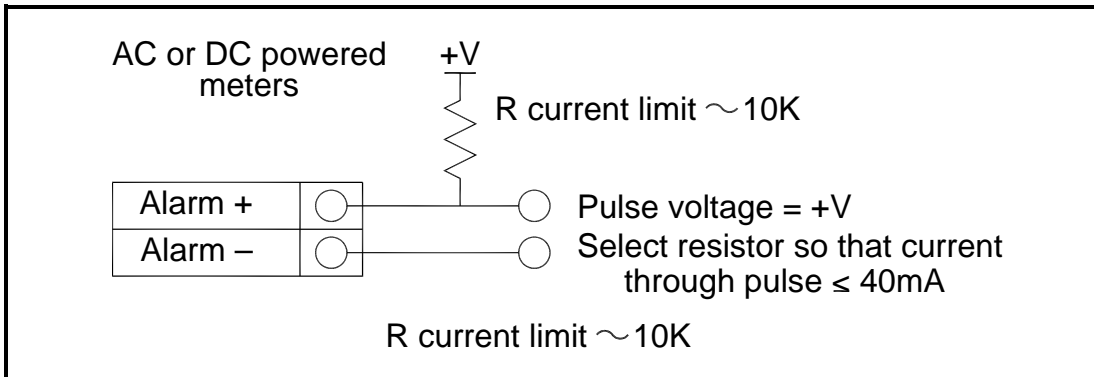 AC or DC powered
meters
+V
R current limit ～10K
Alarm +
Pulse voltage = +V
Alarm –
Select resistor so that current
through pulse ≤ 40mA
R current limit ～10K